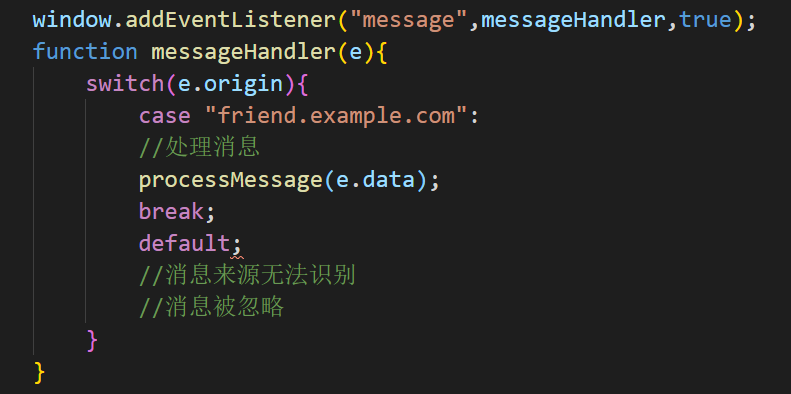 window.addEventListener("message",messageHandler,true);
function messageHandler(e){
switch(e.origin){
case "friend.example.com":
//处理消息
processMessage(e.data);
break;
default;
//消息来源无法识别
//消息被忽略
}
}